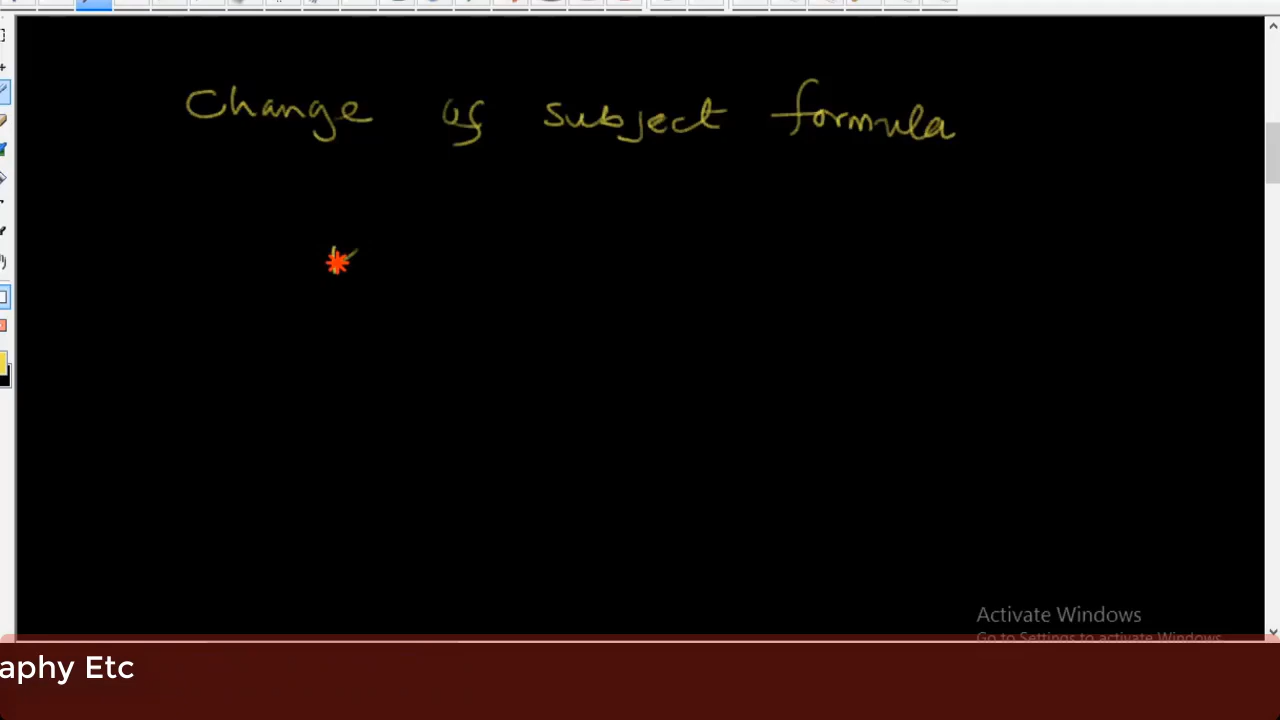 Change of subject formula
Activate Windows
Go to Settings to activate Windows.
aphy Etc